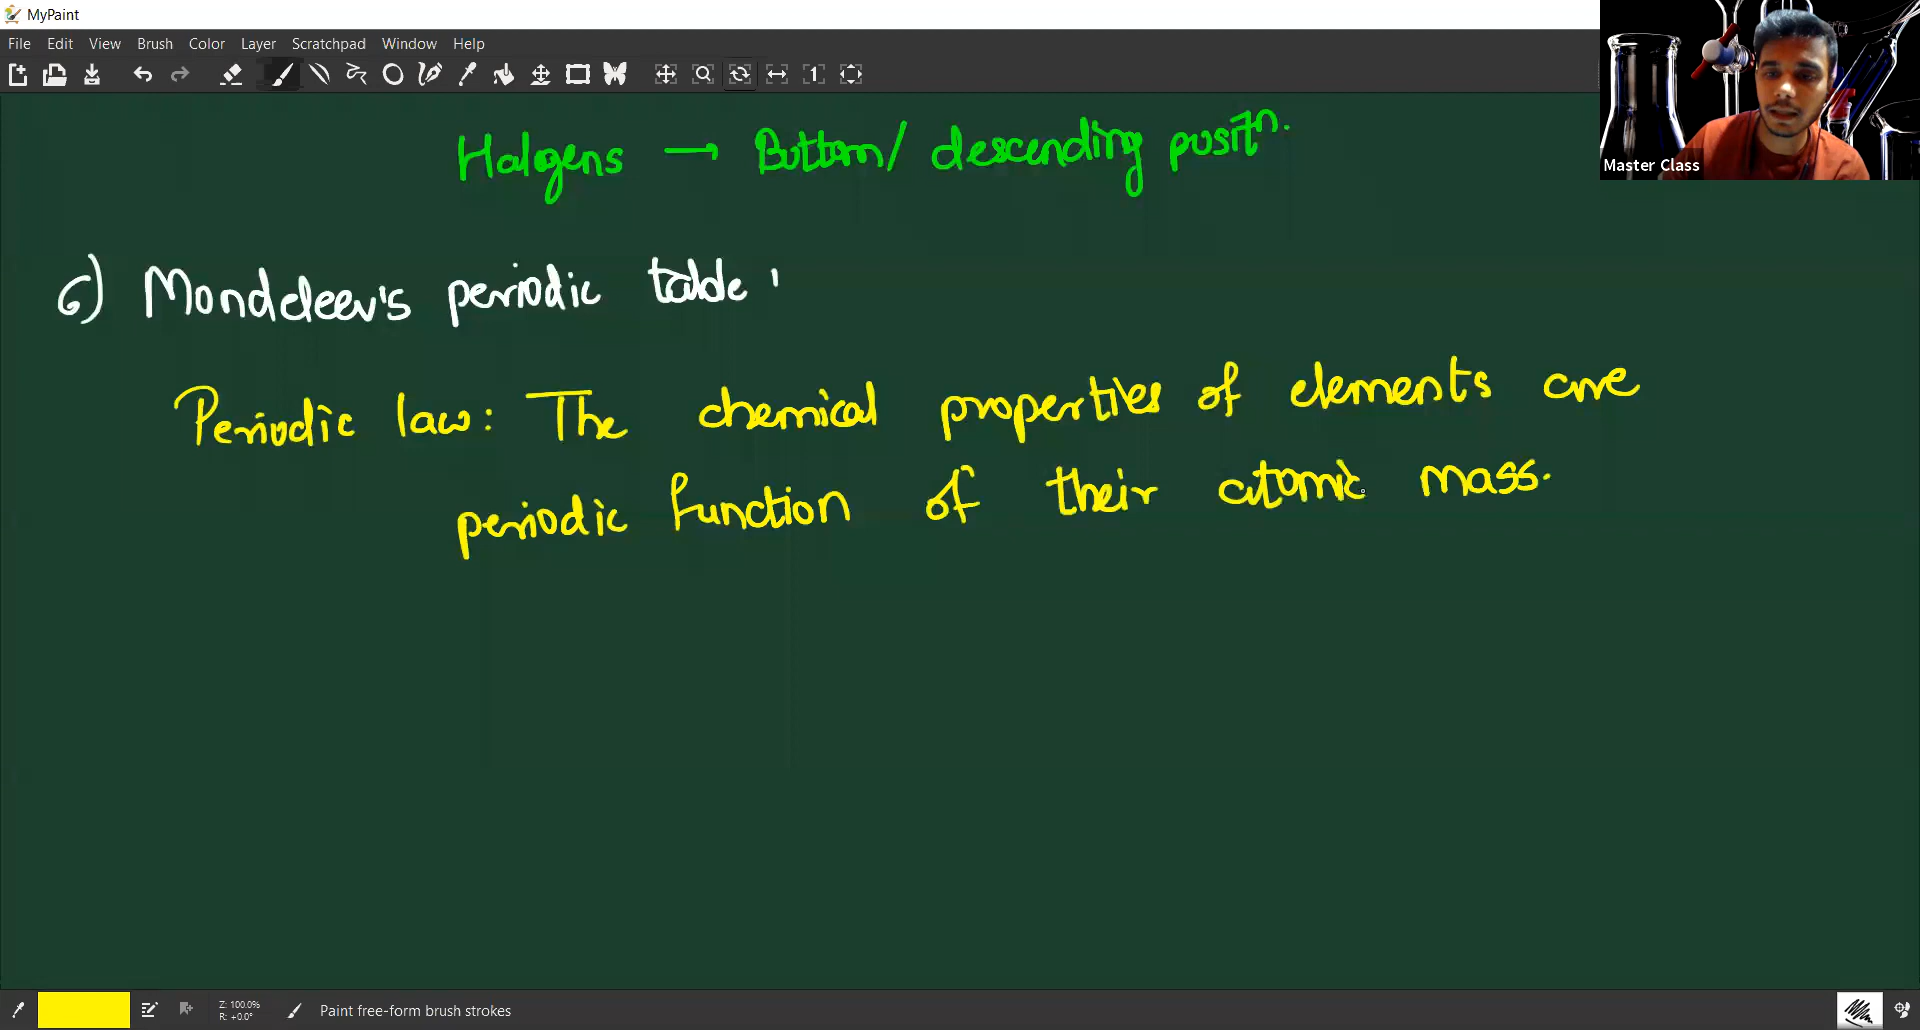 MyPaint
File Edit View Brush Color Layer Scratchpad Window Help
Master Class
Halogens → Buttom/ descending positn.
6) Mondeleev's periodic table
Periodic law: The chemical properties of elements are
periodic function of their atomic mass.
Z: 100.0%
R: +0.0°
Paint free-form brush strokes